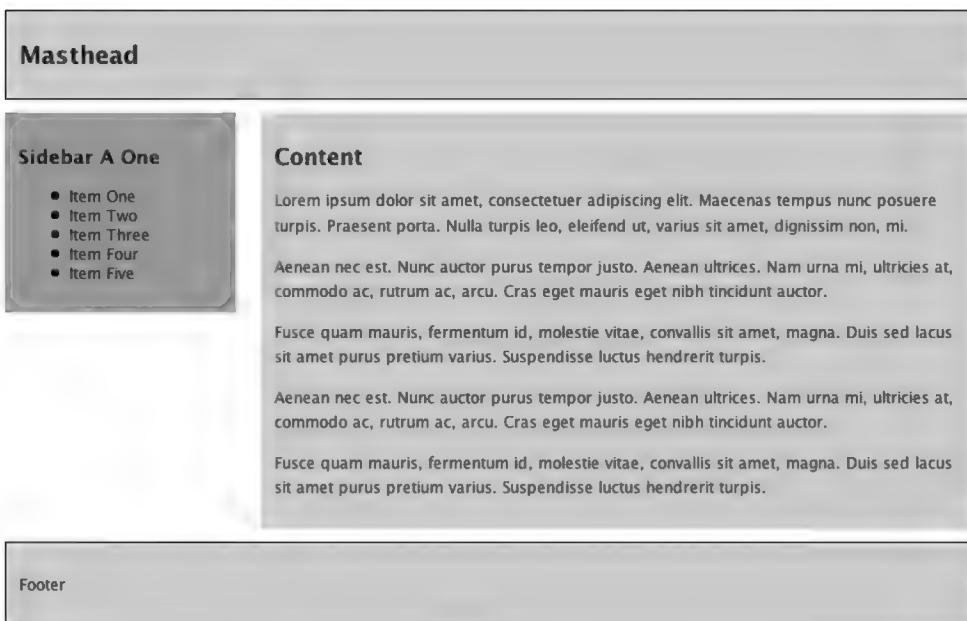 Masthead
Sidebar A One
Item One
Item Two
Item Three
Item Four
Item Five
Content
Lorem ipsum dolor sit amet, consectetuer adipiscing elit. Maecenas tempus nunc posuere
turpis. Praesent porta. Nulla turpis leo, eleifend ut, varius sit amet, dignissim non, mi.
Aenean nec est. Nunc auctor purus tempor justo. Aenean ultrices. Nam urna mi, ultricies at,
commodo ac, rutrum ac, arcu. Cras eget mauris eget nibh tincidunt auctor.
Fusce quam mauris, fermentum id, molestie vitae, convallis sit amet, magna. Duis sed lacus
sit amet purus pretium varius. Suspendisse luctus hendrerit turpis.
Aenean nec est. Nunc auctor purus tempor justo. Aenean ultrices. Nam urna mi, ultricies at,
commodo ac, rutrum ac, arcu. Cras eget mauris eget nibh tincidunt auctor.
Fusce quam mauris, fermentum id, molestie vitae, convallis sit amet, magna. Duis sed lacus
sit amet purus pretium varius. Suspendisse luctus hendrerit turpis.
Footer